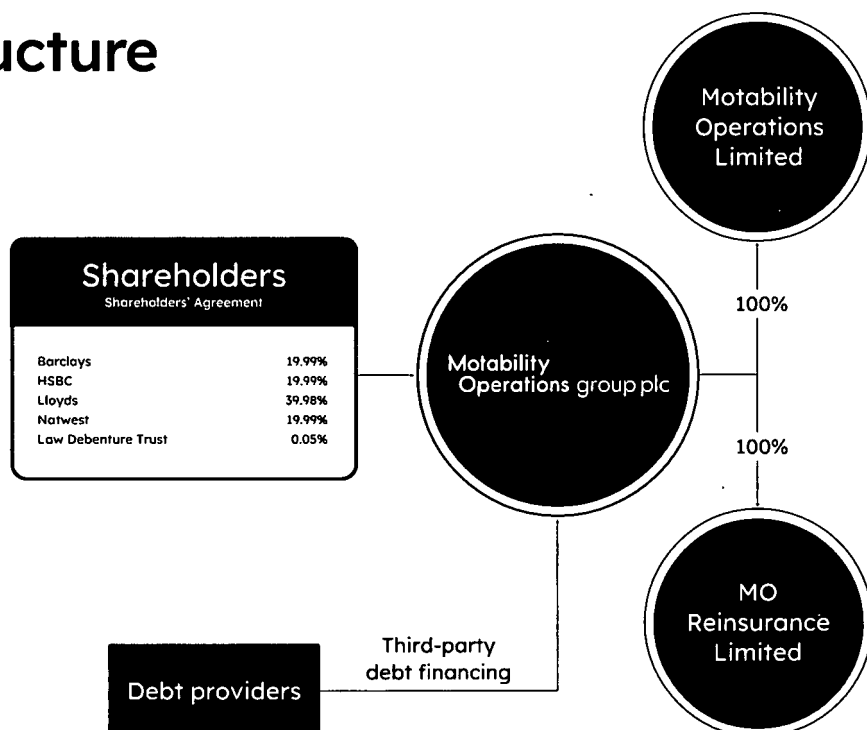 ucture
Shareholders
Shareholders' Agreement
Barclays 19.99%
HSBC 19.99%
Lloyds 39.98%
Natwest 19.99%
Law Debenture Trust 0.05%
Motability
Operations group plc
Motability
Operations
Limited
100%
100%
MO
Reinsurance
Limited
Third-party
debt financing
Debt providers